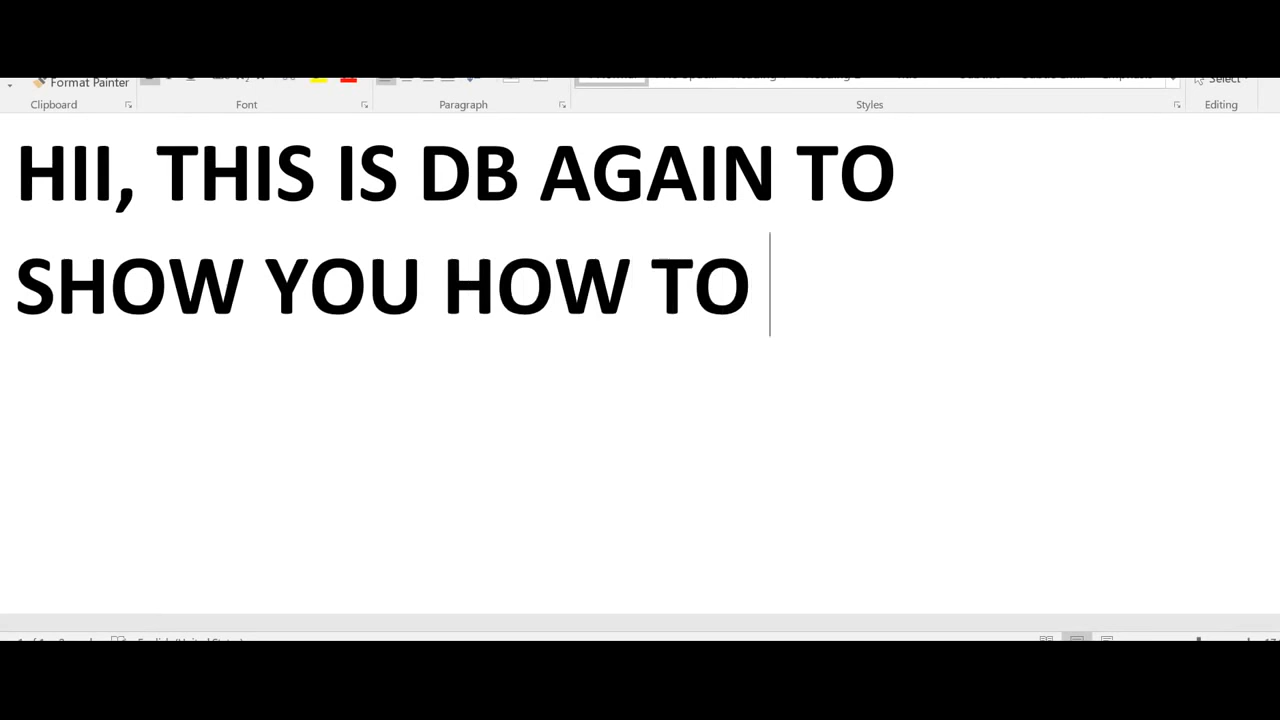 Format Painter
Select
Clipboard
Font
Paragraph
Styles
Editing
HII, THIS IS DB AGAIN TO
SHOW YOU HOW TO